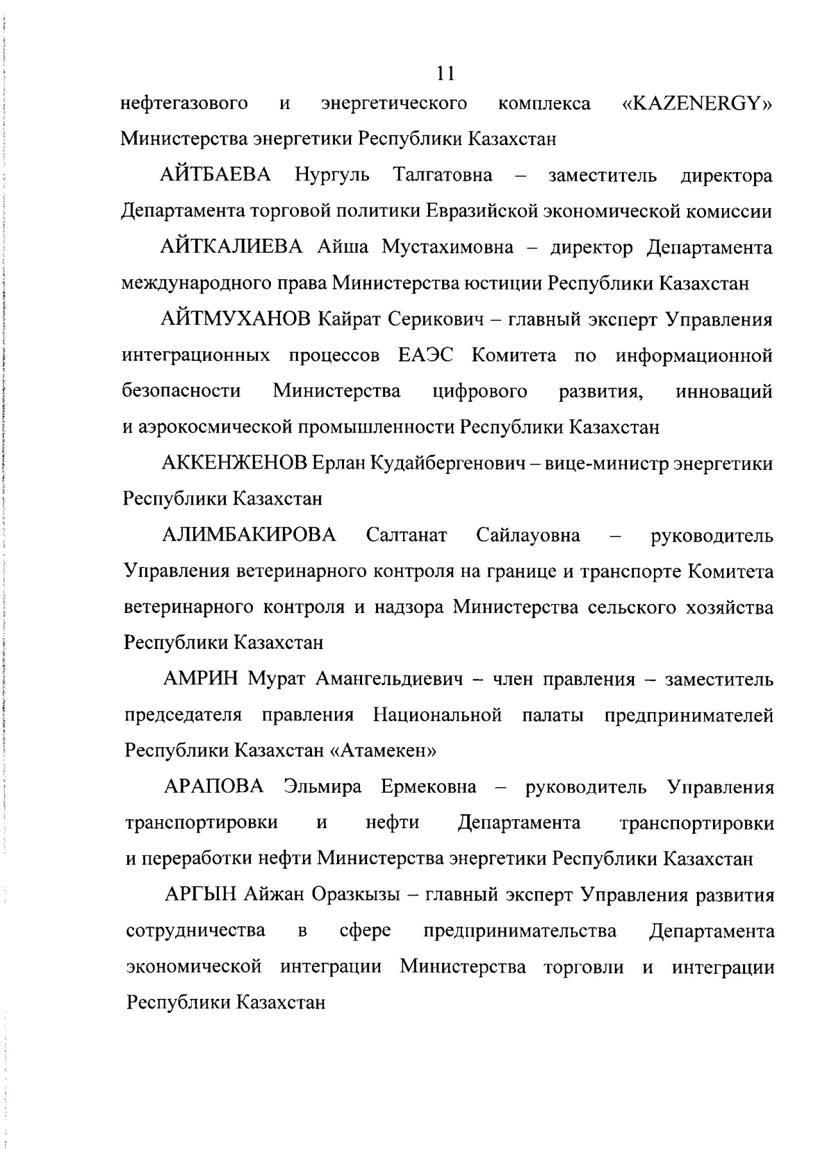 11
нефтегазового и энергетического комплекса «KAZENERGY»
Министерства энергетики Республики Казахстан
АЙТБАЕВА Нургуль Талгатовна – заместитель директора
Департамента торговой политики Евразийской экономической комиссии
АЙТКАЛИЕВА Айша Мустахимовна – директор Департамента
международного права Министерства юстиции Республики Казахстан
АЙТМУХАНОВ Кайрат Серикович – главный эксперт Управления
интеграционных процессов ЕАЭС Комитета по информационной
безопасности Министерства цифрового развития, инноваций
и аэрокосмической промышленности Республики Казахстан
АККЕНЖЕНОВ Ерлан Кудайбергенович – вице-министр энергетики
Республики Казахстан
АЛИМБАКИРОВА Салтанат Сайлауовна – руководитель
Управления ветеринарного контроля на границе и транспорте Комитета
ветеринарного контроля и надзора Министерства сельского хозяйства
Республики Казахстан
АМРИН Мурат Амангельдиевич – член правления – заместитель
председателя правления Национальной палаты предпринимателей
Республики Казахстан «Атамекен»
АРАПОВА Эльмира Ермековна – руководитель Управления
транспортировки и нефти Департамента транспортировки
и переработки нефти Министерства энергетики Республики Казахстан
АРГЫН Айжан Оразкызы – главный эксперт Управления развития
сотрудничества в сфере предпринимательства Департамента
экономической интеграции Министерства торговли и интеграции
Республики Казахстан